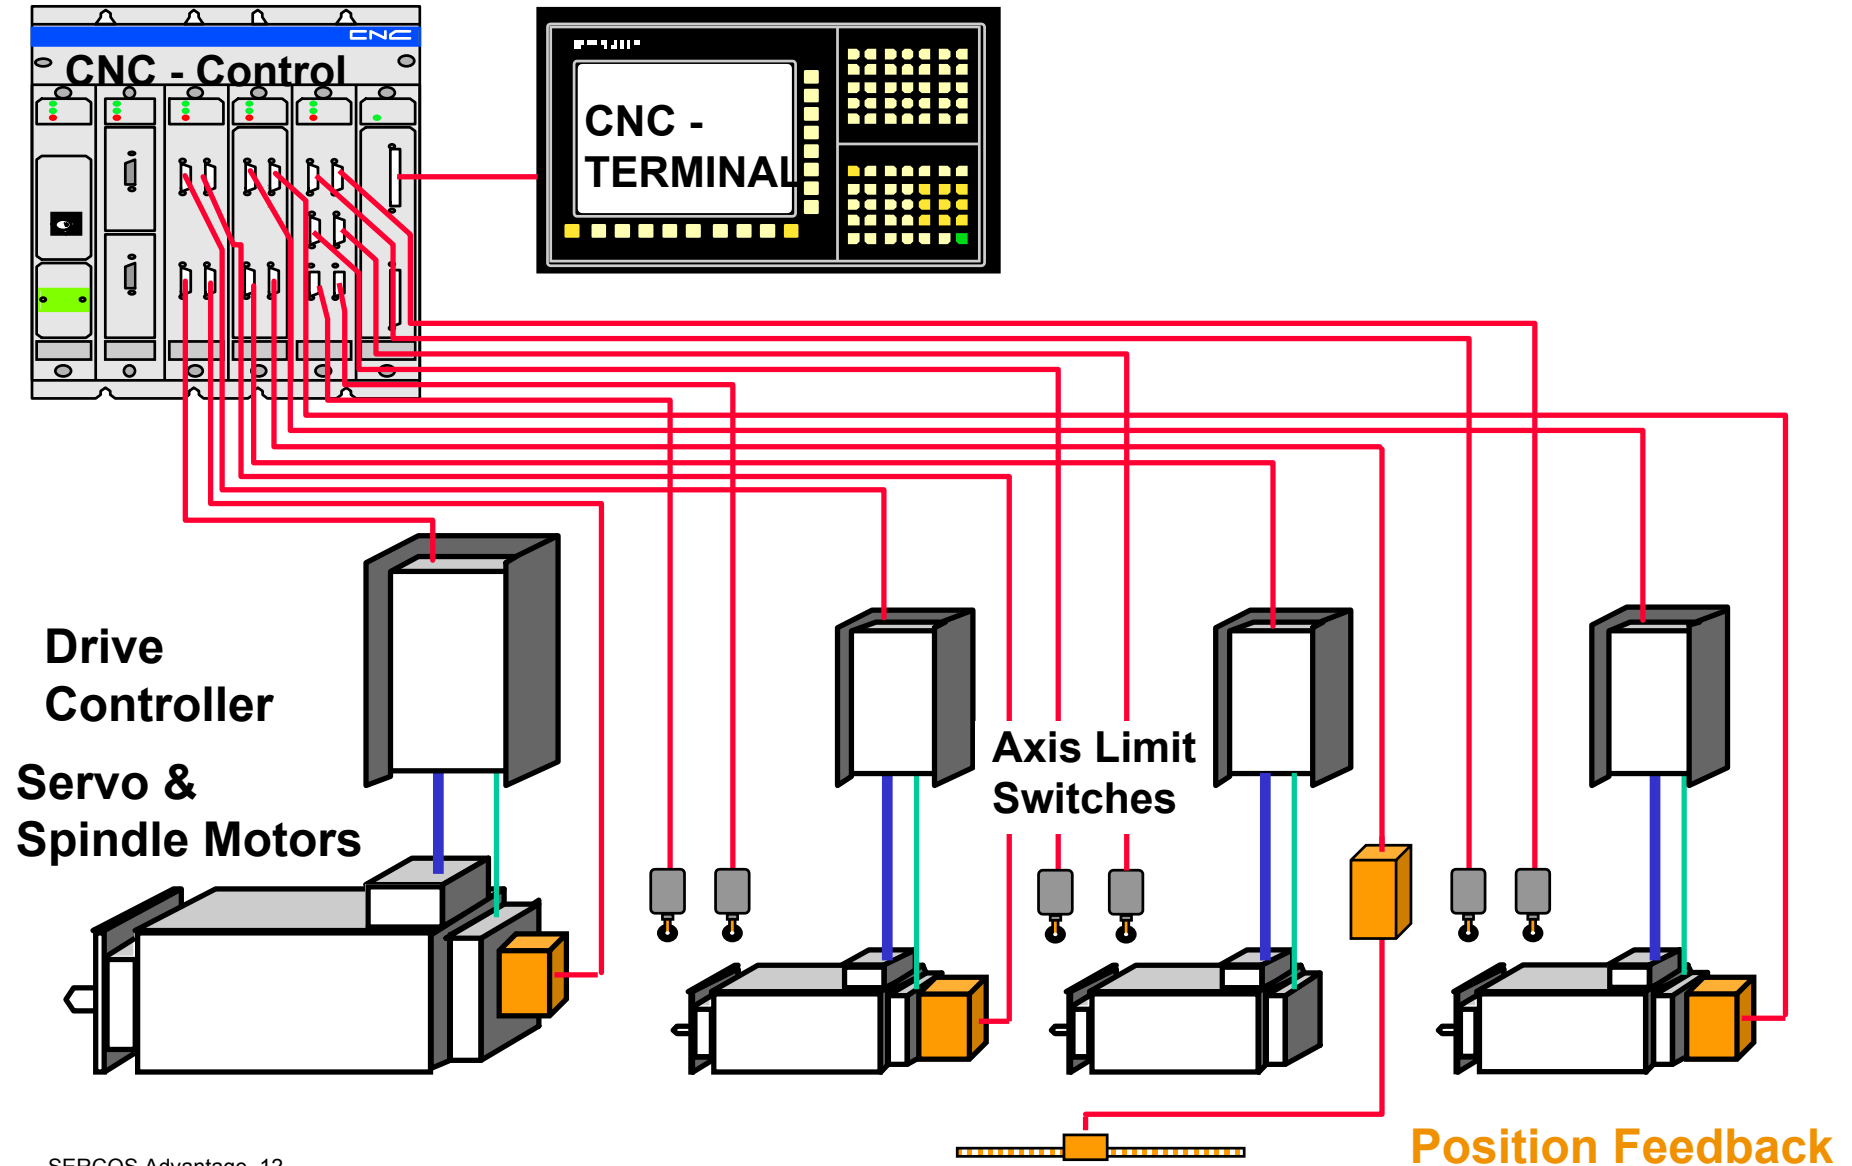 CNC
CNC - Control
CNC -
TERMINAL
Drive
Controller
Axis Limit
Switches
Servo &
Spindle Motors
Position Feedback
SERCOS Advantage 12